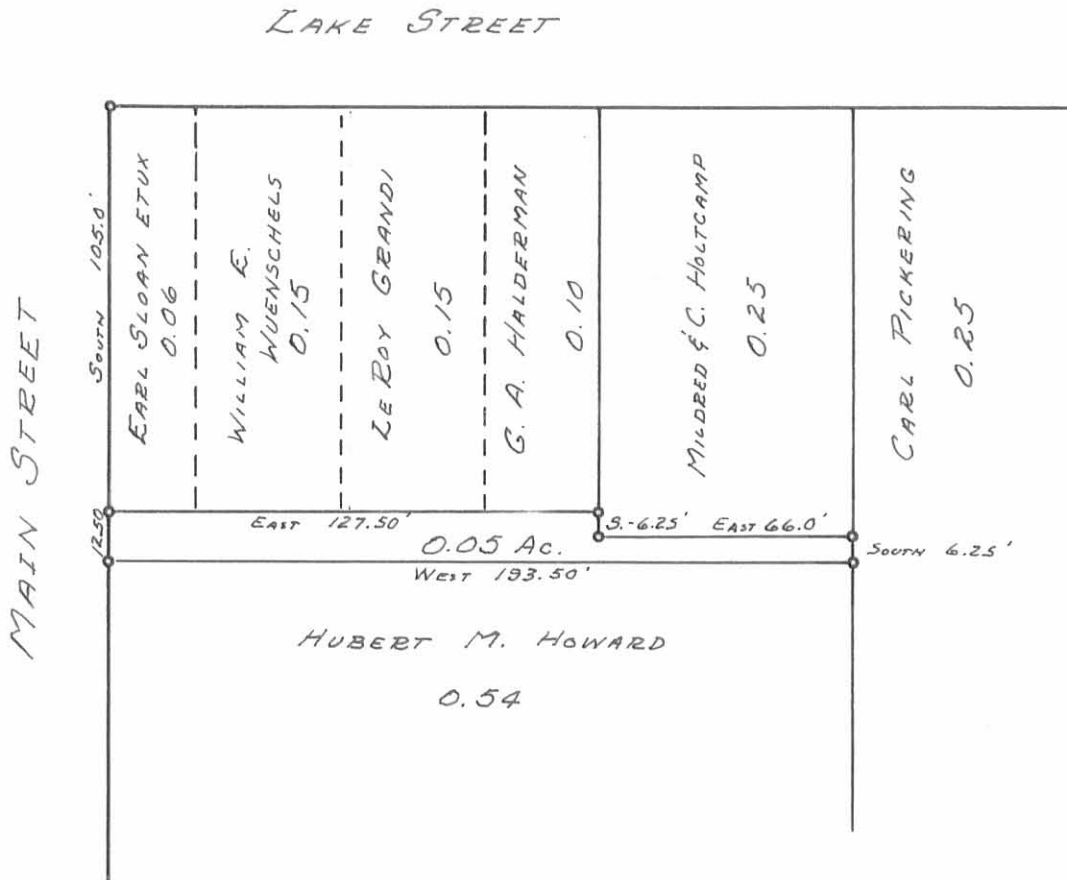 LAKE STREET
MAIN STREET
SOUTH 105.0'
EARL SLOAN ETUX
0.06
WILLIAM E.
WUENSCHELS
0.15
LE ROY GRANDI
0.15
G. A. HALDERMAN
0.10
MILDRED & C. HOLTCAMP
0.25
CARL PICKERING
0.25
12.50
EAST 127.50'
S.-6.25'
EAST 66.0'
SOUTH 6.25'
0.05 AC.
WEST 193.50'
HUBERT M. HOWARD
0.54